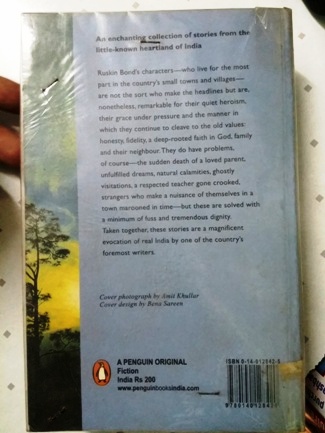 An enchanting collection of stories from the
little-known heartland of India
Ruskin Bond's characters—who live for the most
part in the country's small towns and villages—
are not the sort who make the headlines but are,
nonetheless, remarkable for their quiet heroism,
their grace under pressure and the manner in
which they continue to cleave to the old values:
honesty, fidelity, a deep-rooted faith in God, family
and their neighbour. They do have problems,
of course—the sudden death of a loved parent,
unfulfilled dreams, natural calamities, ghostly
visitations, a respected teacher gone crooked,
strangers who make a nuisance of themselves in a
town marooned in time—but these are solved with
a minimum of fuss and tremendous dignity.
Taken together, these stories are a magnificent
evocation of real India by one of the country's
foremost writers.
Cover photograph by Amit Khullar
Cover design by Bena Sareen
A PENGUIN ORIGINAL
Fiction
India Rs 200
www.penguinbooksindia.com
ISBN 0-14-012842-5